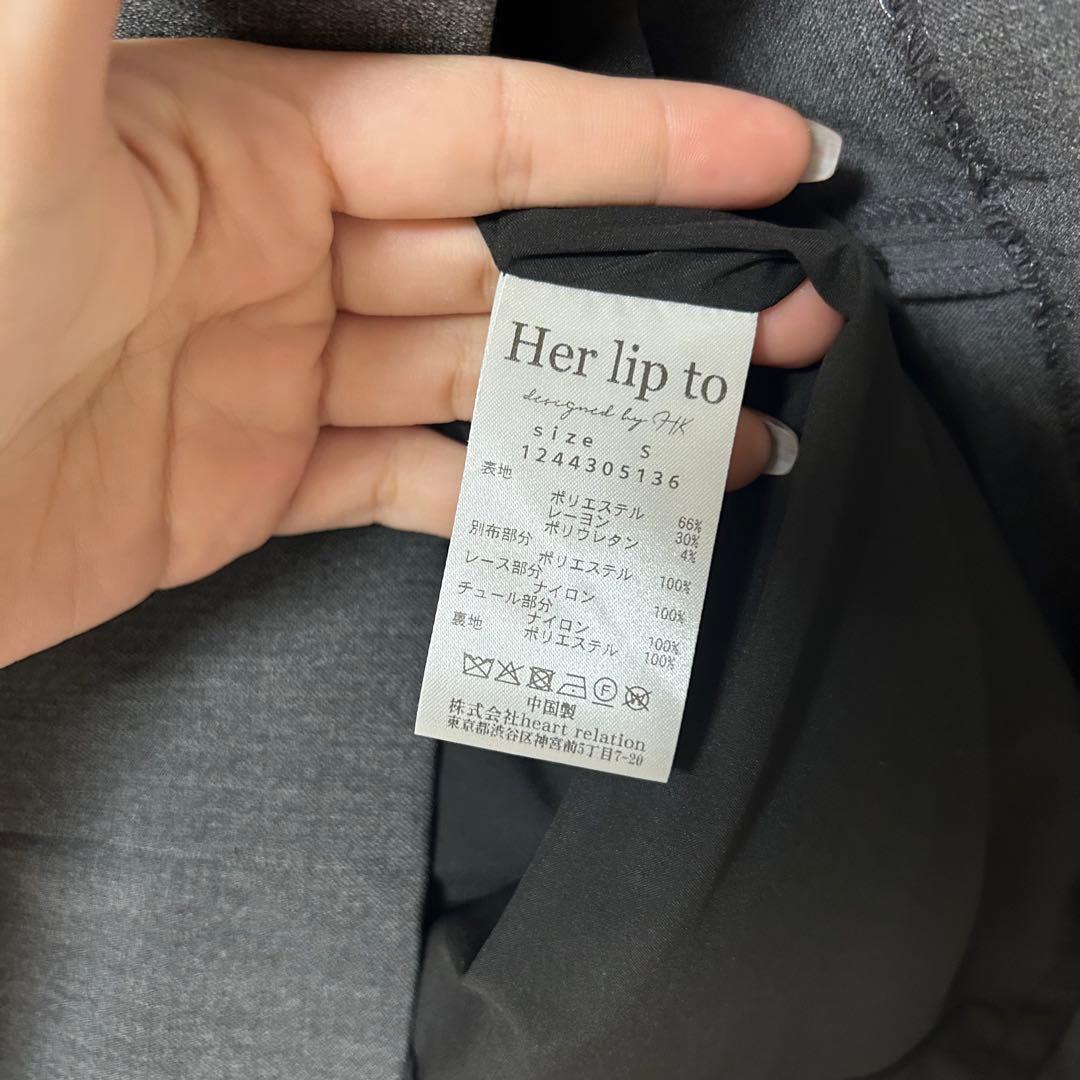 Her lip to
designed by HK
size S
1244305136
表地
ポリエステル 66%
レーヨン 30%
ポリウレタン 4%
別布部分
ポリエステル 100%
レース部分
ナイロン 100%
チュール部分
ナイロン 100%
裏地
ポリエステル 100%
F
W
中国製
株式会社heart relation
東京都渋谷区神宮前5丁目7-20